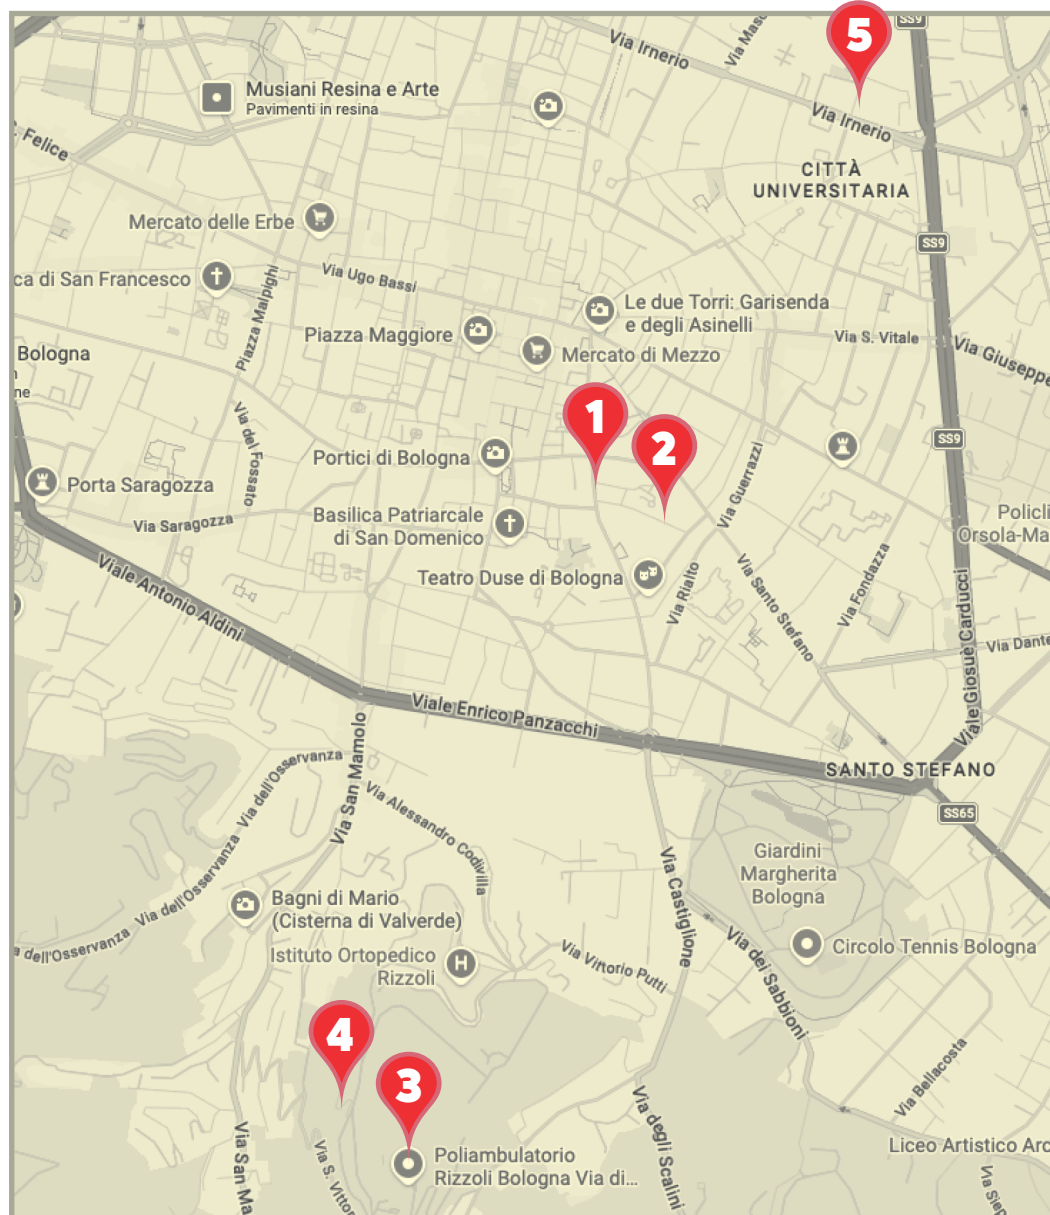 SS9
5
Via Irnerio
Musiani Resina e Arte
Pavimenti in resina
Via Irnerio
Felice
CITTÀ
UNIVERSITARIA
Mercato delle Erbe
SS9
ca di San Francesco
Via Ugo Bassi
Piazza Malpighi
Le due Torri: Garisenda
e degli Asinelli
Piazza Maggiore
Via S. Vitale
Via Giuseppe
Bologna
Mercato di Mezzo
ne
1
2
Via del Fossato
SS9
Portici di Bologna
Via Guerrazzi
Porta Saragozza
Via Saragozza
Basilica Patriarcale
di San Domenico
Policli
Orsola-Ma
Viale Antonio Aldini
Teatro Duse di Bologna
Via Rialto
Via Santo Stefano
Via Fondazza
Viale Giosuè Carducci
Via Dante
Viale Enrico Panzacchi
SANTO STEFANO
Via San Mamolo
Via dell'Osservanza
Via Alessandro Codivilla
SS65
Giardini
Margherita
Bologna
Via dell'Osservanza
Via Castiglione
Bagni di Mario
(Cisterna di Valverde)
a dell'Osservanza
Via dei Sabbioni
Circolo Tennis Bologna
Istituto Ortopedico
Rizzoli
Via Vittorio Putti
4
3
Via Bellacosta
Via degli Scalini
Via San Ma
Via S. Vitto
Poliambulatorio
Rizzoli Bologna Via di...
Liceo Artistico Arc
Via Siep